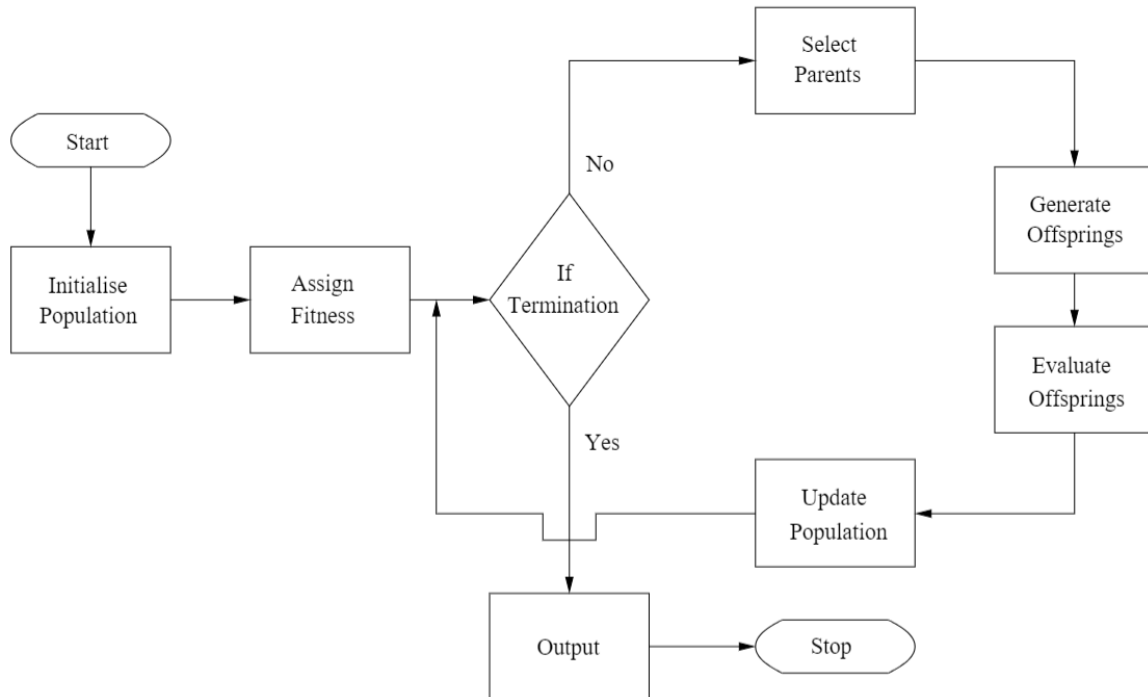 Start
Initialise
Population
Assign
Fitness
If
Termination
No
Select
Parents
Generate
Offsprings
Evaluate
Offsprings
Update
Population
Yes
Output
Stop